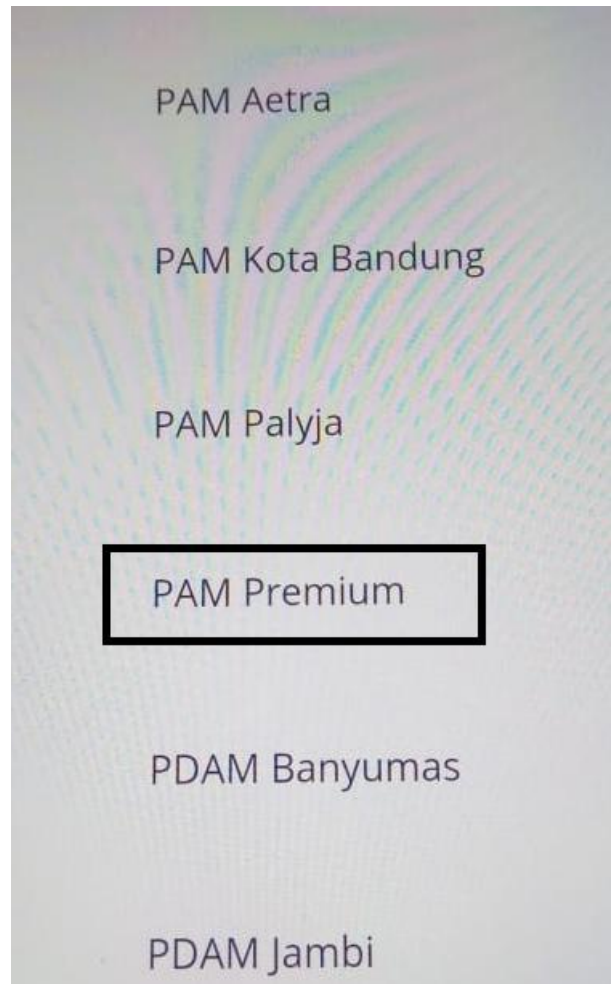 PAM Aetra
PAM Kota Bandung
PAM Palyja
PAM Premium
PDAM Banyumas
PDAM Jambi